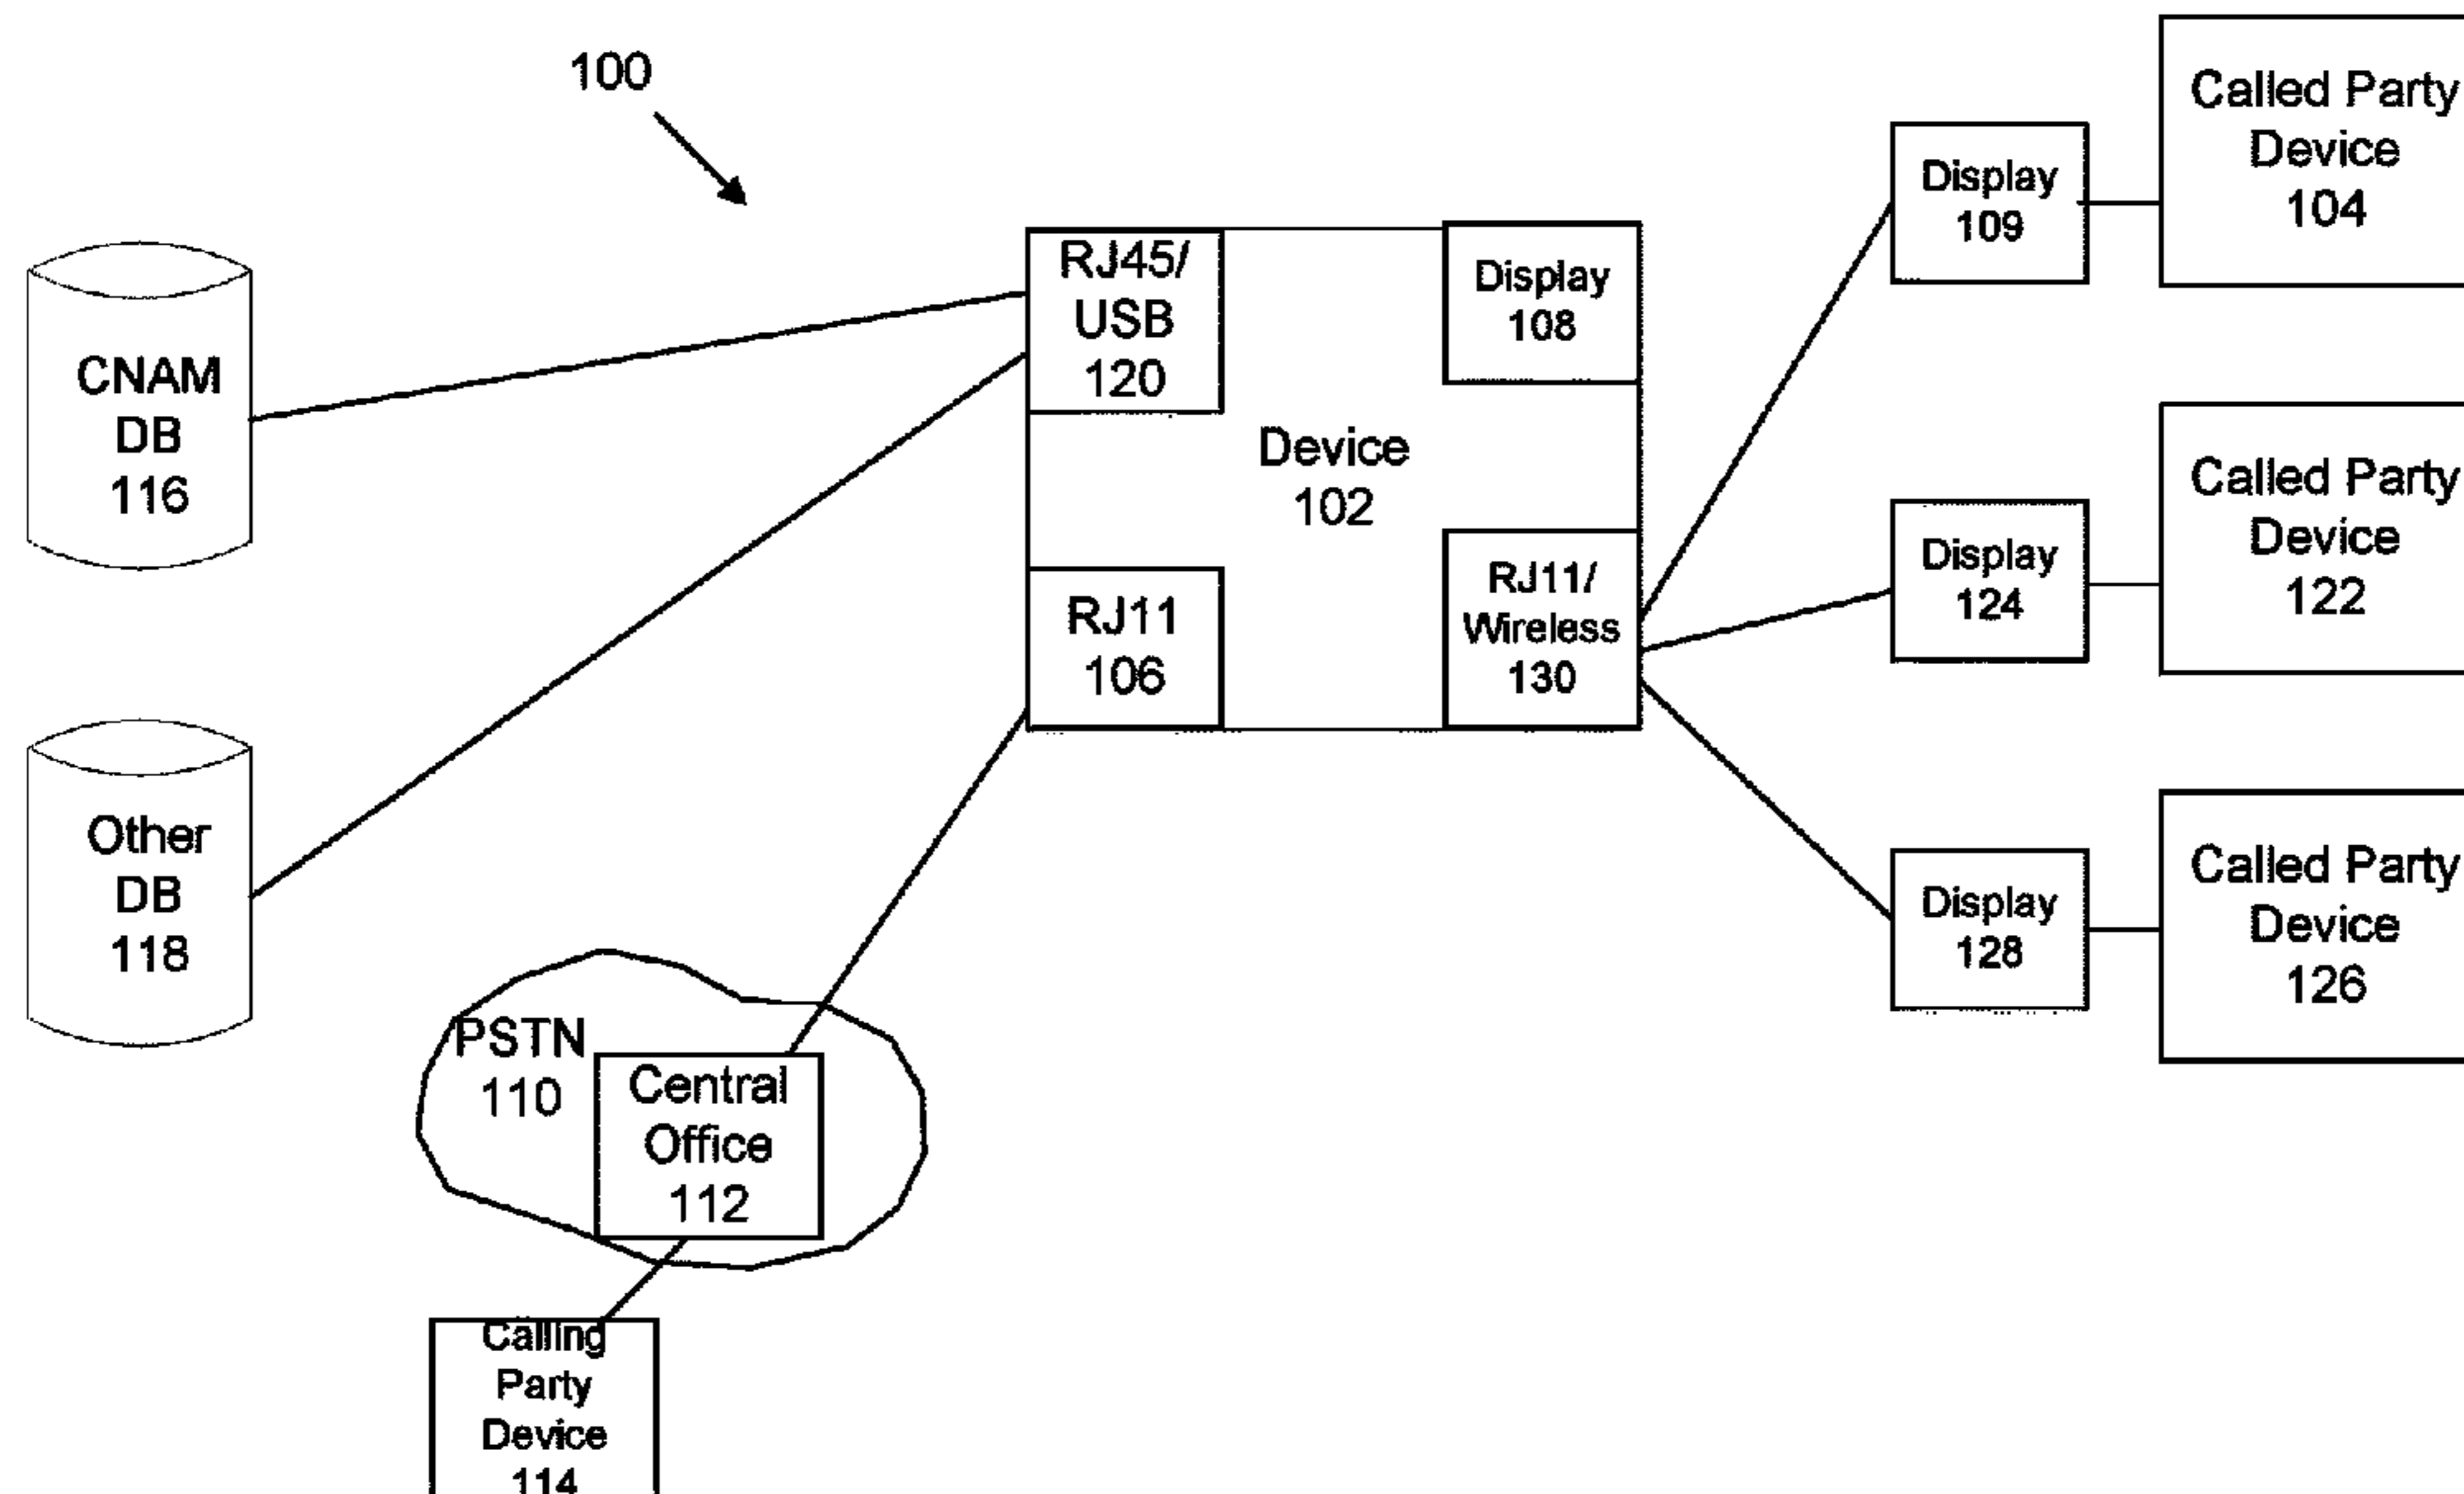 100
CNAM
DB
116
Other
DB
118
RJ45/
USB
120
Display
108
Device
102
RJ11
106
RJ11/
Wireless
130
PSTN
110
Central
Office
112
Calling
Party
Device
114
Display
109
Called Party
Device
104
Display
124
Called Party
Device
122
Display
128
Called Party
Device
126